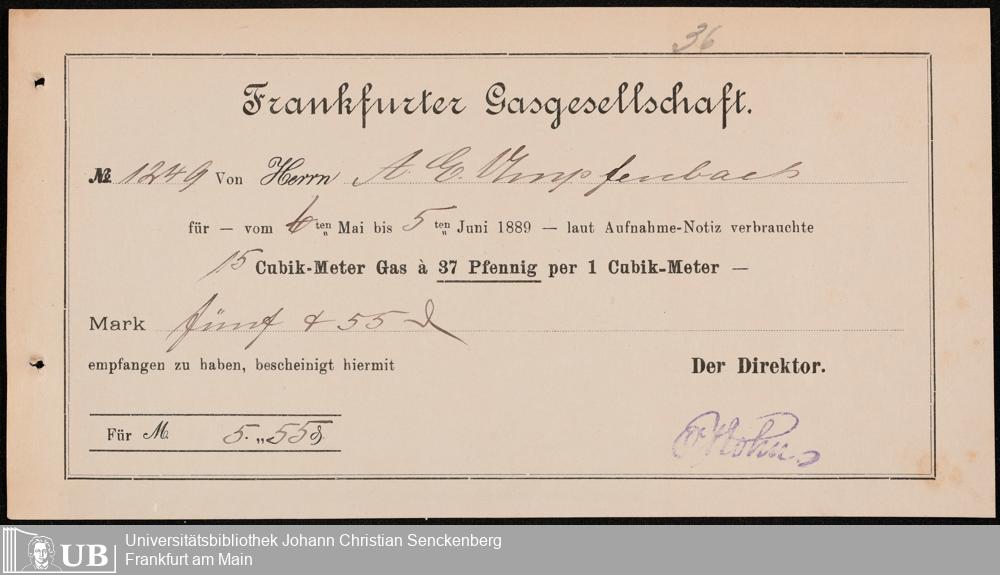 36
Frankfurter Gasgesellschaft.
№ 1249 Von Herrn A. E. Umpfenbach
für — vom 6ten Mai bis 5ten Juni 1889 — laut Aufnahme-Notiz verbrauchte
15 Cubik-Meter Gas à 37 Pfennig per 1 Cubik-Meter —
Mark fünf & 55 ₰
empfangen zu haben, bescheinigt hiermit
Der Direktor.
Für M. 5.„55₰
UB
Universitätsbibliothek Johann Christian Senckenberg
Frankfurt am Main